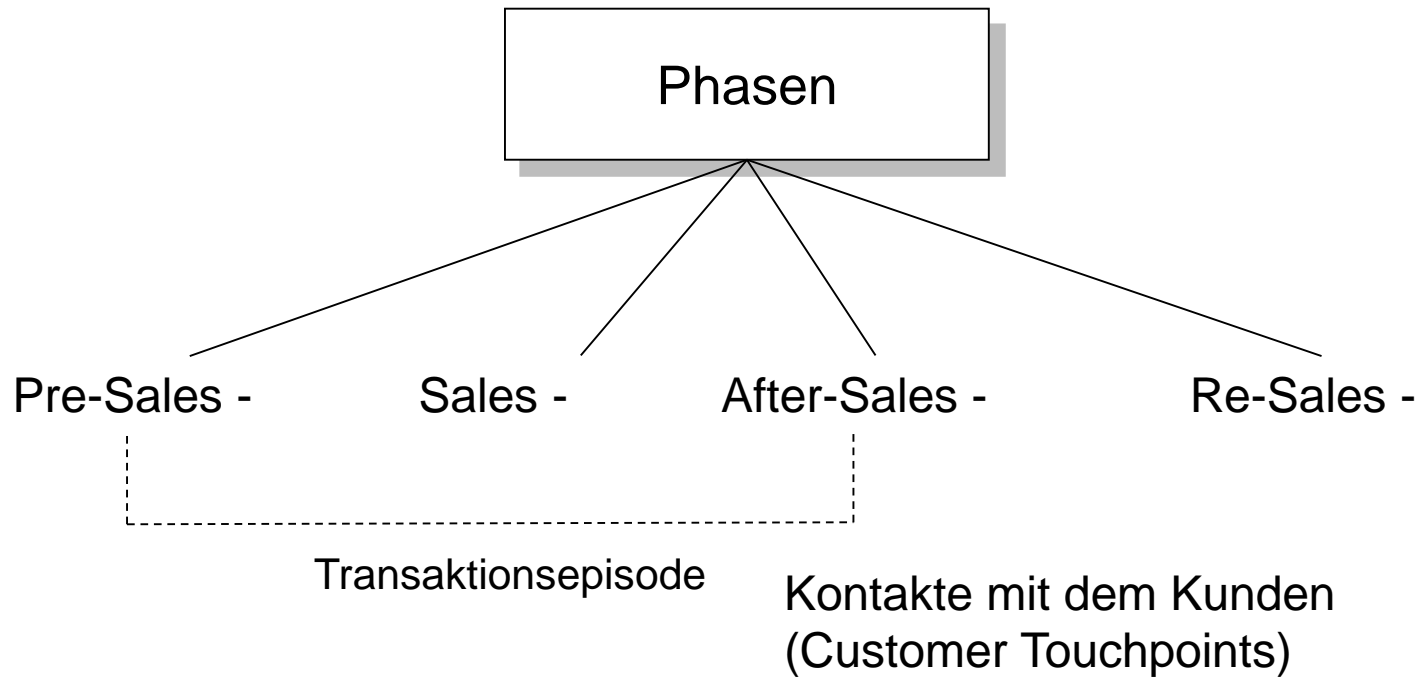 Phasen
Pre-Sales - Sales - After-Sales - Re-Sales -
Transaktionsepisode
Kontakte mit dem Kunden
(Customer Touchpoints)